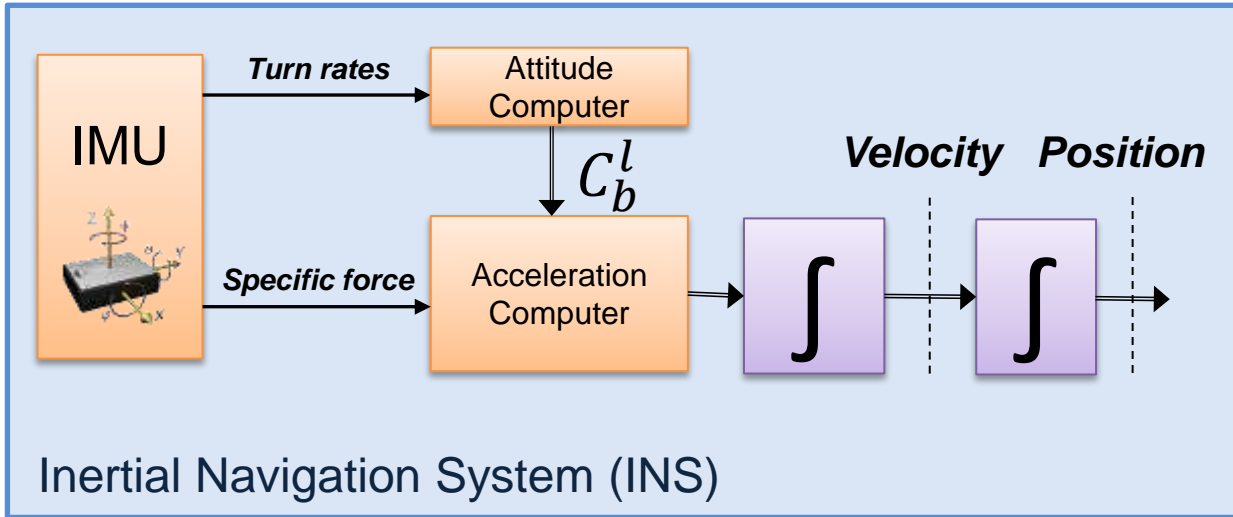 Turn rates
Attitude
Computer
IMU
C_b^l
Velocity
Position
Z
Y
X
Specific force
Acceleration
Computer
∫
∫
Inertial Navigation System (INS)